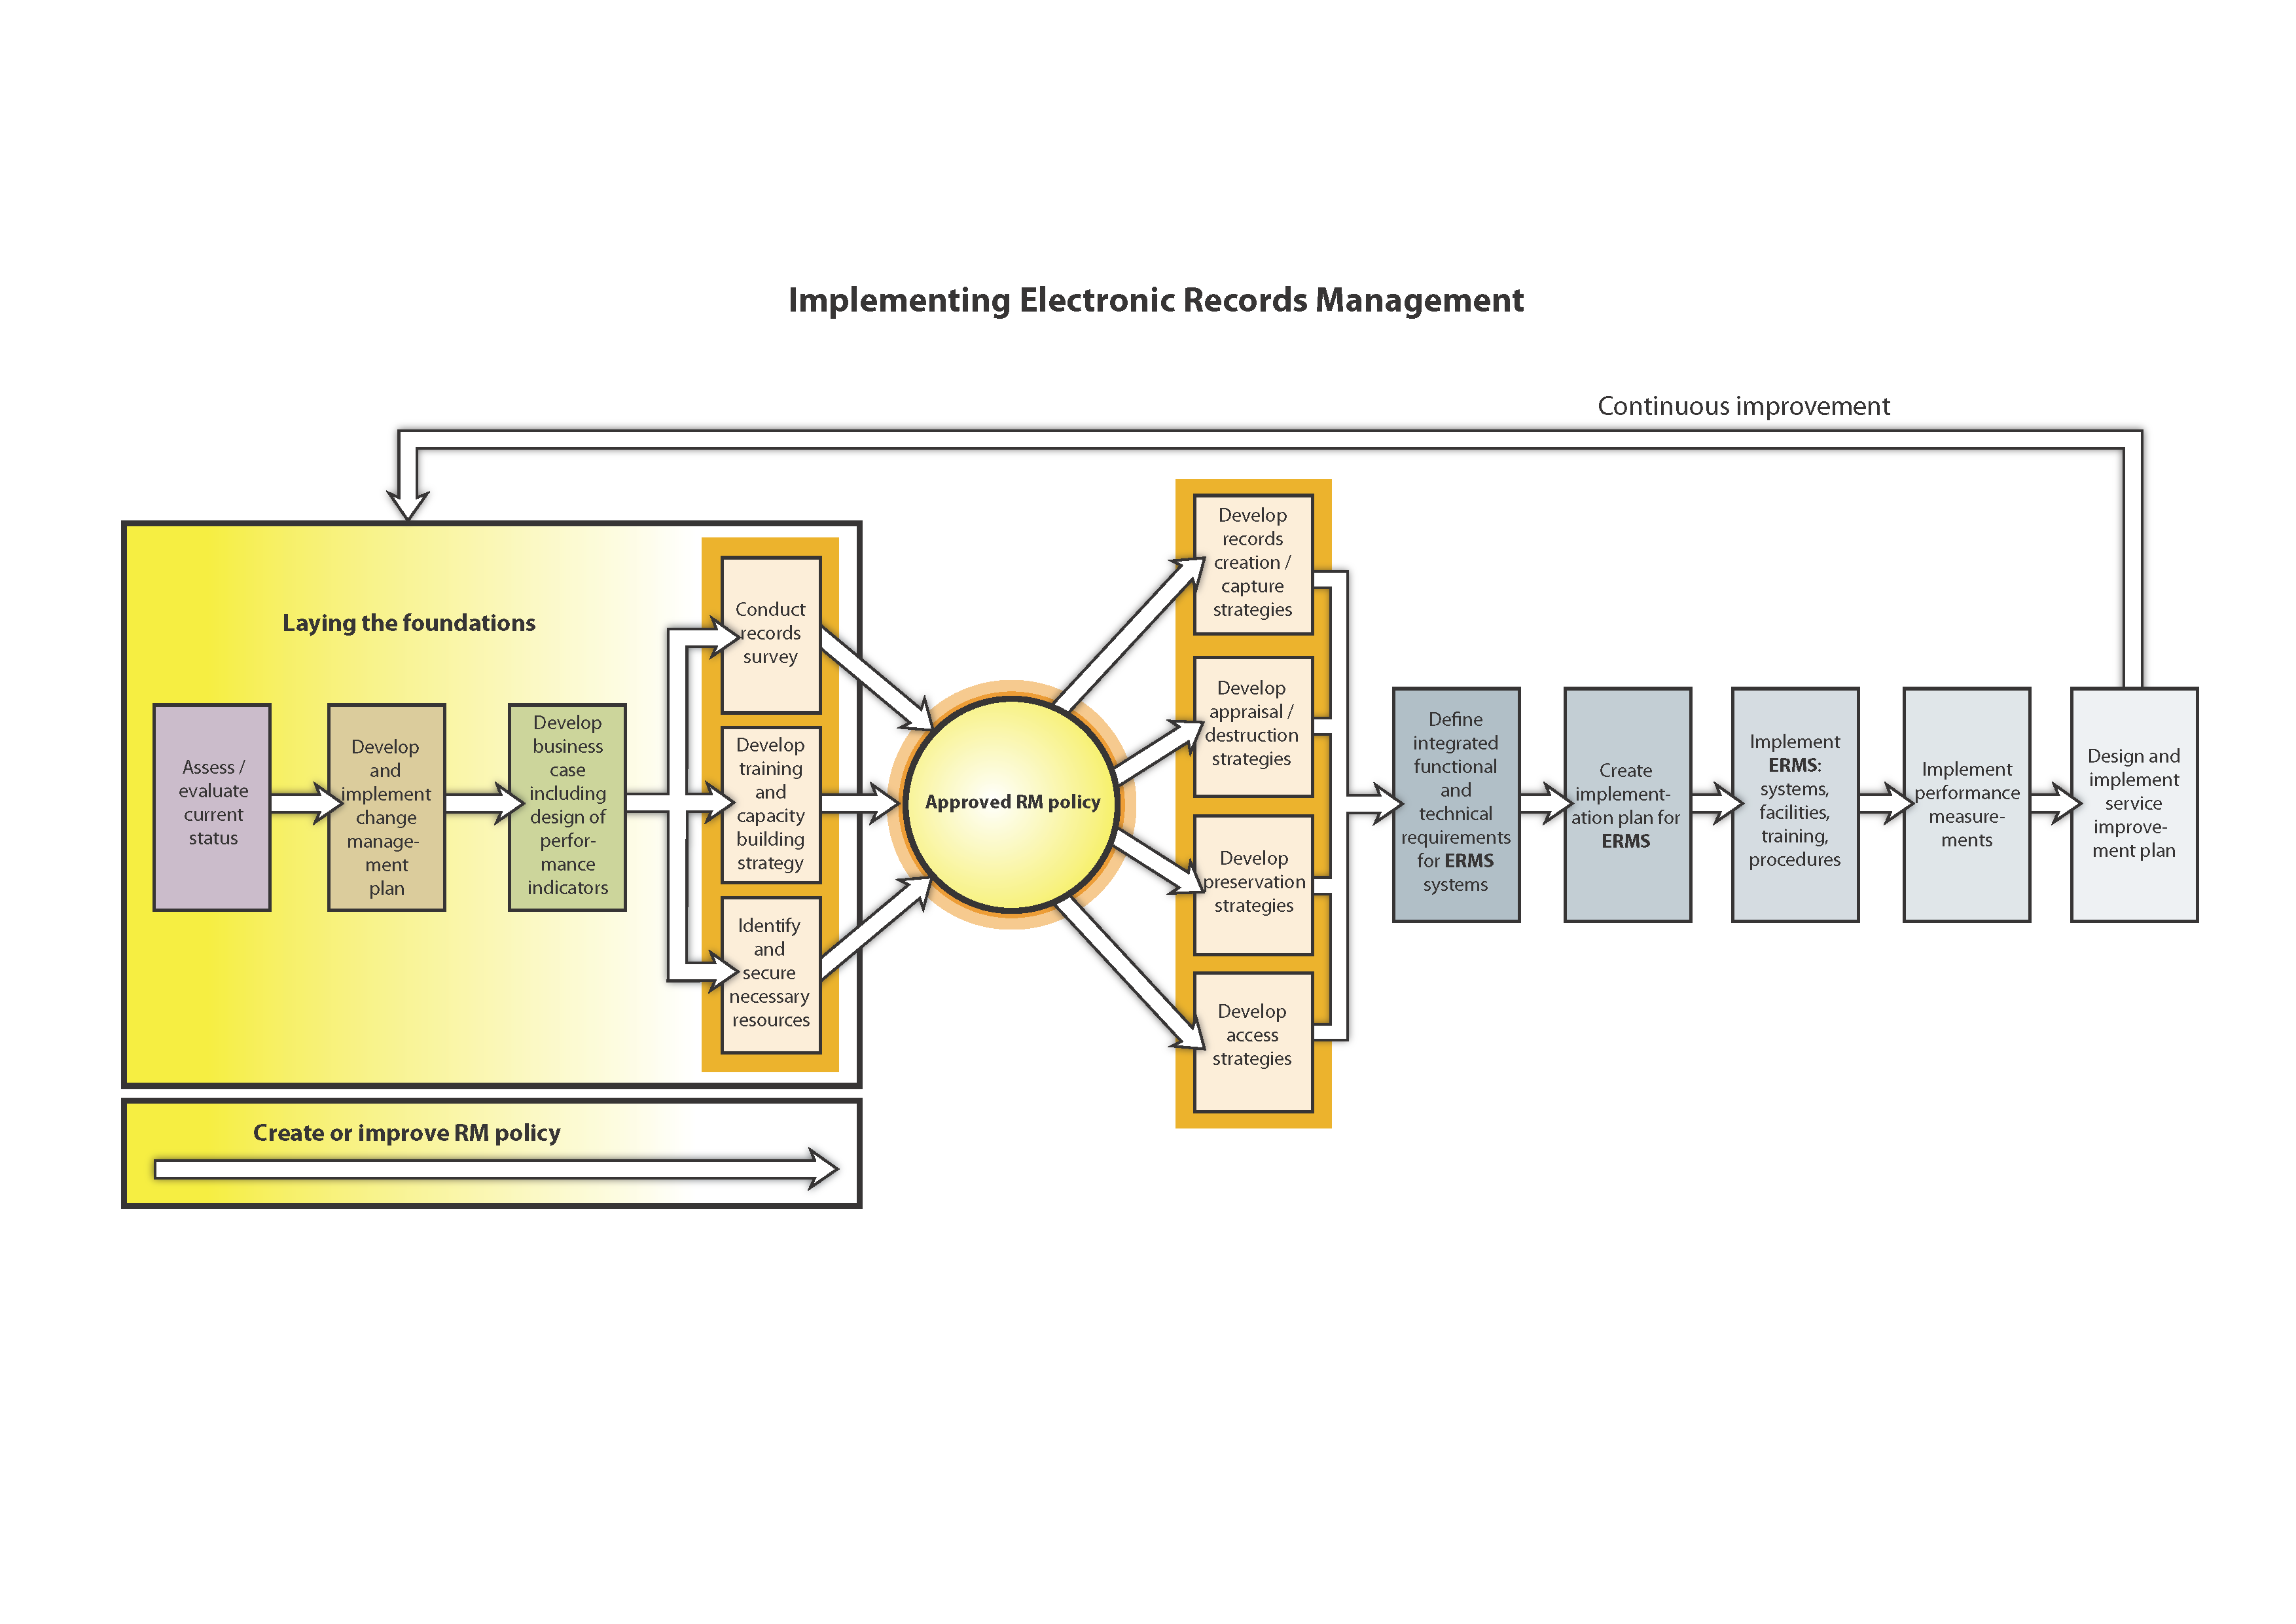 Implementing Electronic Records Management
Continuous improvement
Laying the foundations
Assess /
evaluate
current
status
Develop
and
implement
change
manage-
ment
plan
Develop
business
case
including
design of
perfor-
mance
indicators
Conduct
records
survey
Develop
training
and
capacity
building
strategy
Identify
and
secure
necessary
resources
Create or improve RM policy
Approved RM policy
Develop
records
creation /
capture
strategies
Develop
appraisal /
destruction
strategies
Develop
preservation
strategies
Develop
access
strategies
Define
integrated
functional
and
technical
requirements
for ERMS
systems
Create
implement-
ation plan for
ERMS
Implement
ERMS:
systems,
facilities,
training,
procedures
Implement
performance
measure-
ments
Design and
implement
service
improve-
ment plan